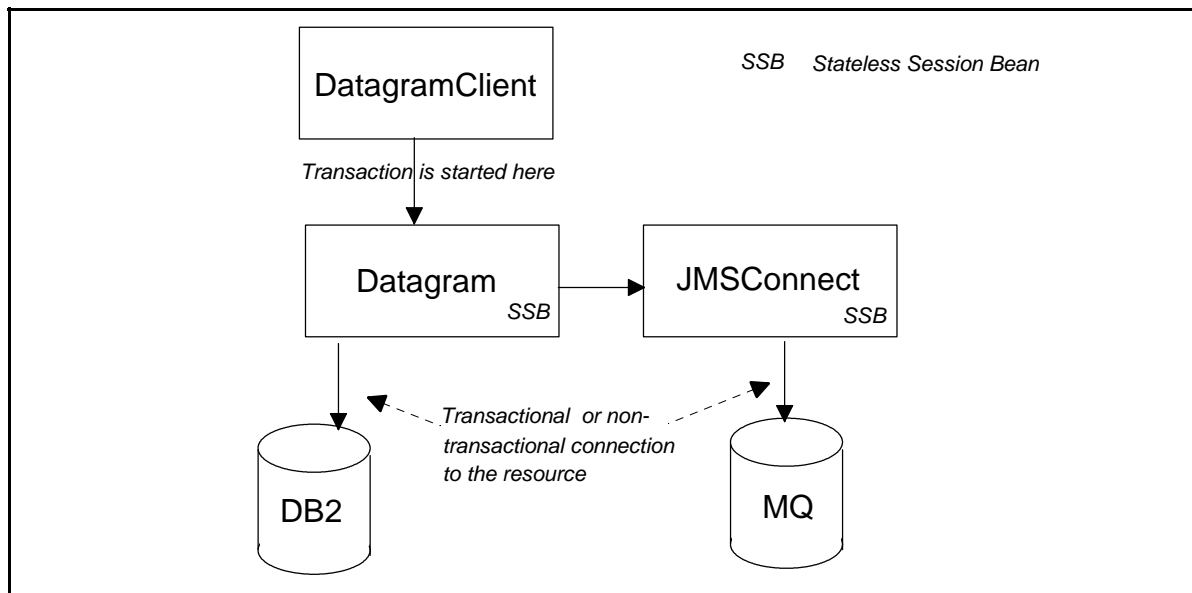 SSB Stateless Session Bean
DatagramClient
Transaction is started here
Datagram
SSB
JMSConnect
SSB
Transactional or non-
transactional connection
to the resource
DB2
MQ